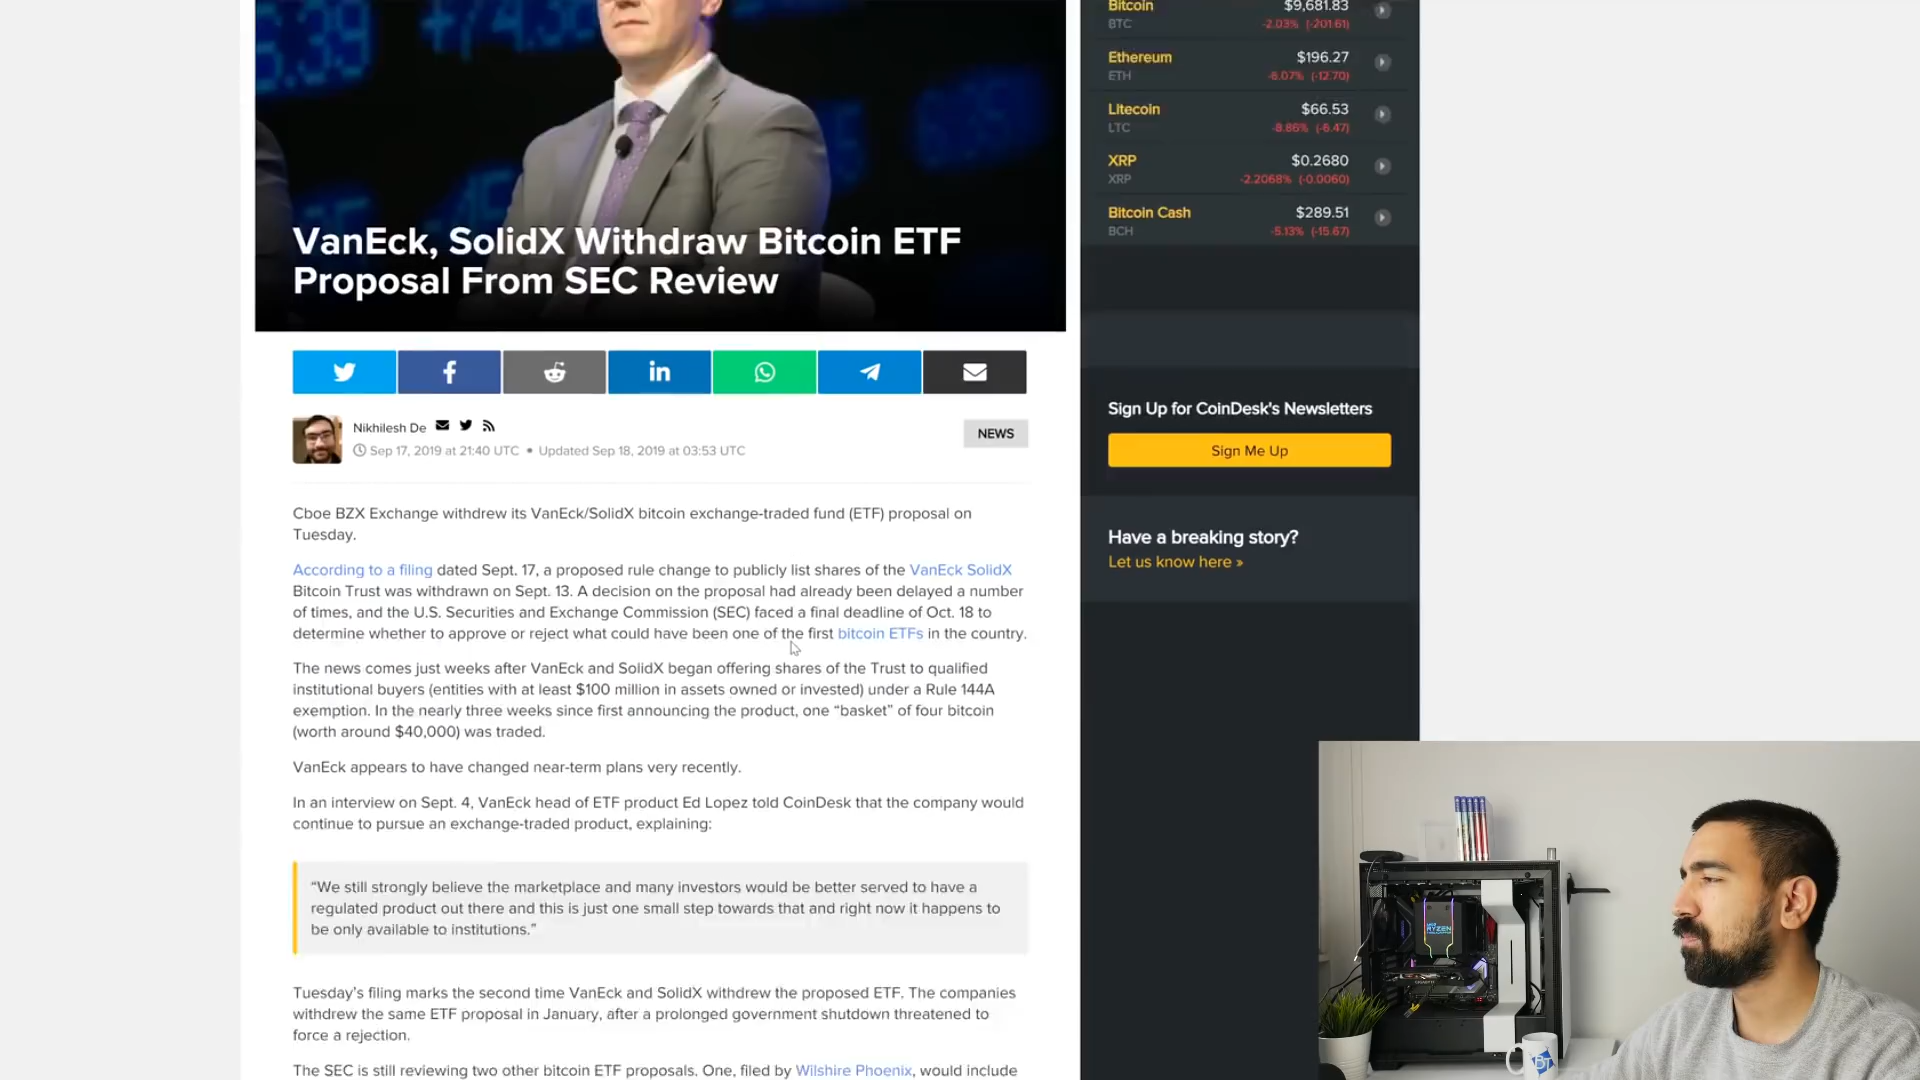 VanEck, SolidX Withdraw Bitcoin ETF
Proposal From SEC Review
Nikhilesh De
Sep 17, 2019 at 21:40 UTC • Updated Sep 18, 2019 at 03:53 UTC
NEWS
Cboe BZX Exchange withdrew its VanEck/SolidX bitcoin exchange-traded fund (ETF) proposal on
Tuesday.
According to a filing dated Sept. 17, a proposed rule change to publicly list shares of the VanEck SolidX
Bitcoin Trust was withdrawn on Sept. 13. A decision on the proposal had already been delayed a number
of times, and the U.S. Securities and Exchange Commission (SEC) faced a final deadline of Oct. 18 to
determine whether to approve or reject what could have been one of the first bitcoin ETFs in the country.
The news comes just weeks after VanEck and SolidX began offering shares of the Trust to qualified
institutional buyers (entities with at least $100 million in assets owned or invested) under a Rule 144A
exemption. In the nearly three weeks since first announcing the product, one “basket” of four bitcoin
(worth around $40,000) was traded.
VanEck appears to have changed near-term plans very recently.
In an interview on Sept. 4, VanEck head of ETF product Ed Lopez told CoinDesk that the company would
continue to pursue an exchange-traded product, explaining:
“We still strongly believe the marketplace and many investors would be better served to have a
regulated product out there and this is just one small step towards that and right now it happens to
be only available to institutions.”
Tuesday’s filing marks the second time VanEck and SolidX withdrew the proposed ETF. The companies
withdrew the same ETF proposal in January, after a prolonged government shutdown threatened to
force a rejection.
The SEC is still reviewing two other bitcoin ETF proposals. One, filed by Wilshire Phoenix, would include
Bitcoin $9,681.83
BTC -2.03% (-201.61)
Ethereum $196.27
ETH -6.07% (-12.70)
Litecoin $66.53
LTC -8.86% (-6.47)
XRP $0.2680
XRP -2.2068% (-0.0060)
Bitcoin Cash $289.51
BCH -5.13% (-15.67)
Sign Up for CoinDesk's Newsletters
Sign Me Up
Have a breaking story?
Let us know here »
RYZEN
BT